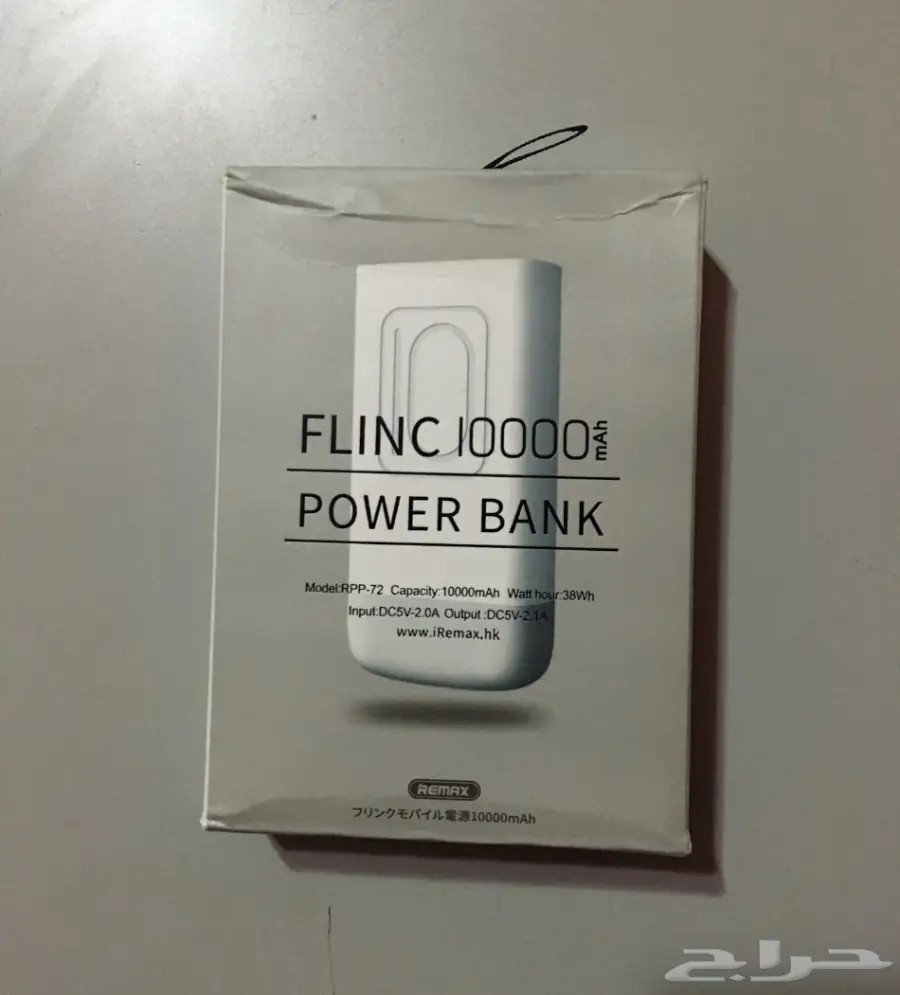 FLINC 10000mAh
POWER BANK
Model:RPP-72 Capacity:10000mAh Watt hour:38Wh
Input:DC5V-2.0A Output :DC5V-2.1A
www.iRemax.hk
REMAX
フリンクモバイル電源10000mAh
حراج